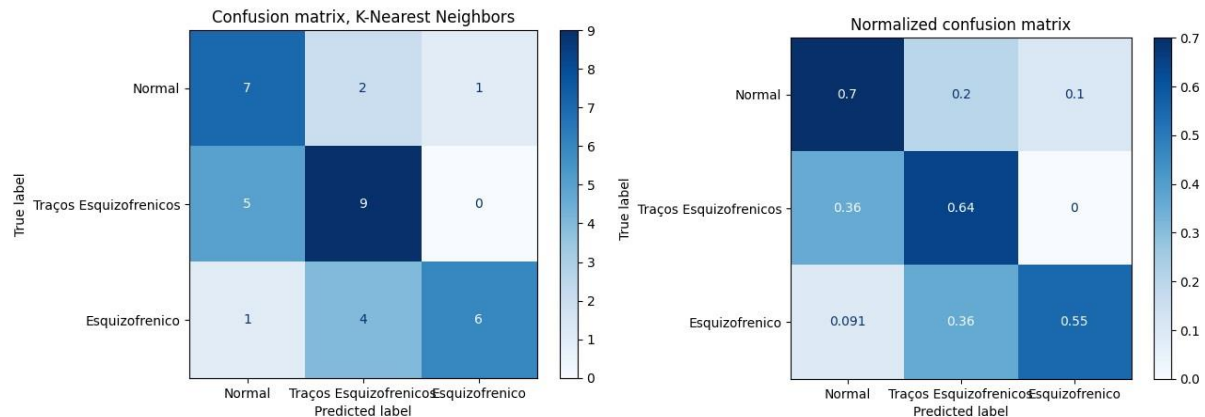 Confusion matrix, K-Nearest Neighbors
9
8
7
6
5
4
3
2
1
0
True label
Normal
7 2 1
Traços Esquizofrenicos
5 9 0
Esquizofrenico
1 4 6
Normal Traços Esquizofrenicos Esquizofrenico
Predicted label
Normalized confusion matrix
0.7
0.6
0.5
0.4
0.3
0.2
0.1
0.0
True label
Normal
0.7 0.2 0.1
Traços Esquizofrenicos
0.36 0.64 0
Esquizofrenico
0.091 0.36 0.55
Normal Traços Esquizofrenicos Esquizofrenico
Predicted label